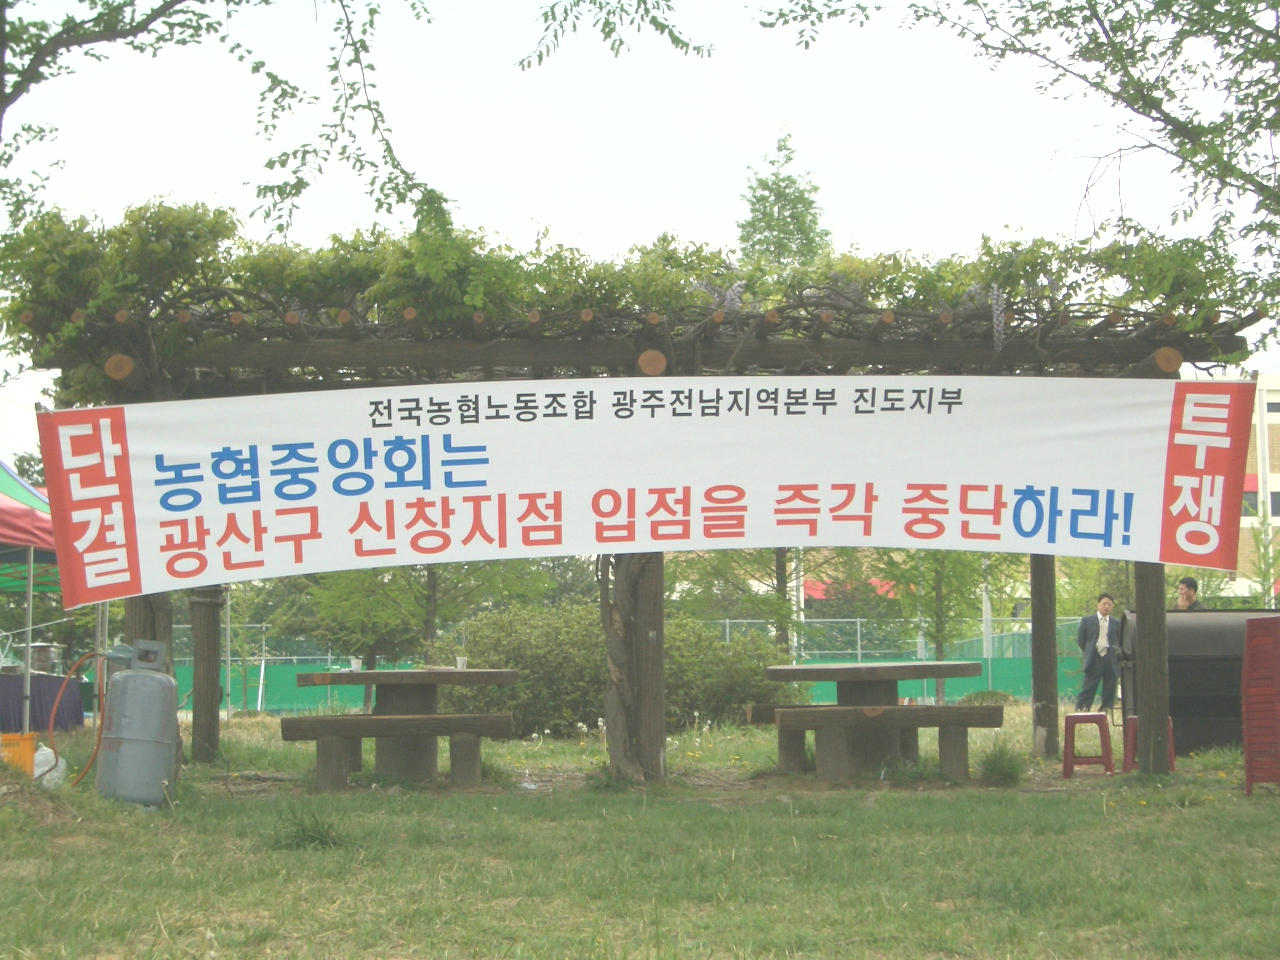 전국농협노동조합 광주전남지역본부 진도지부
단결
농협중앙회는
광산구 신창지점 입점을 즉각 중단하라!
투쟁